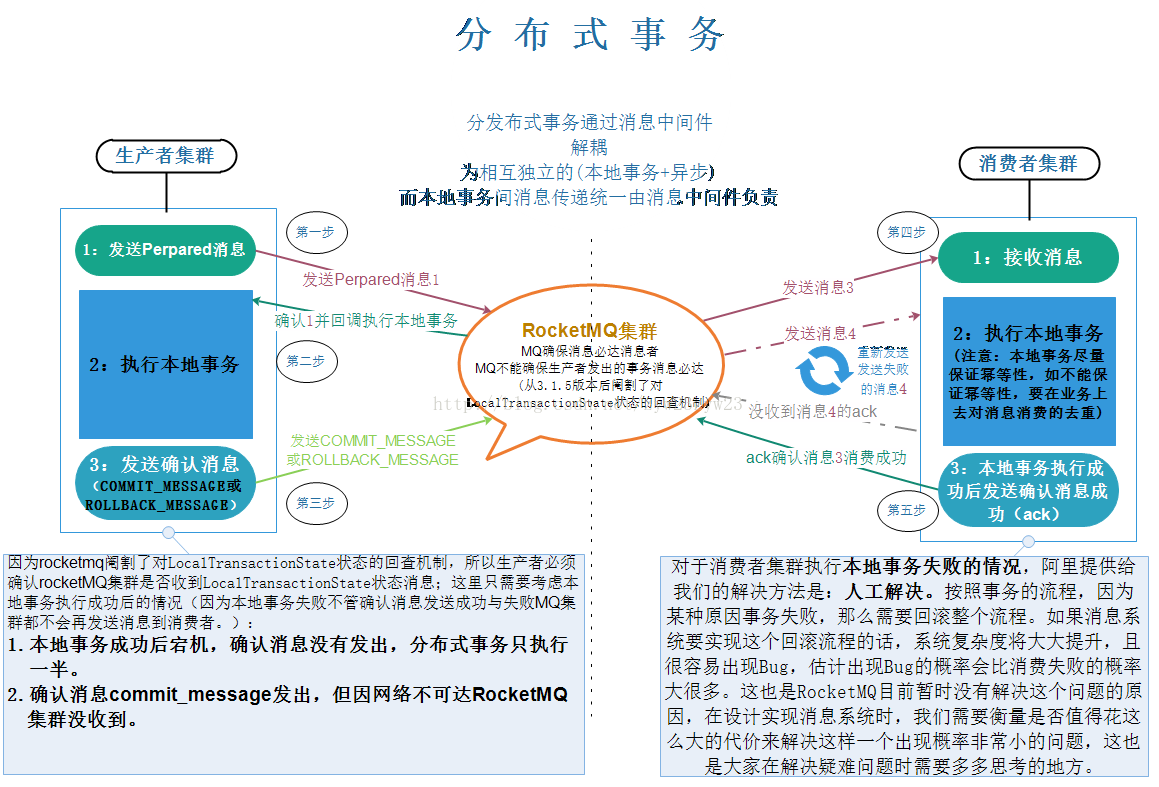 分 布 式 事 务
分发布式事务通过消息中间件
解耦
为相互独立的(本地事务+异步)
而本地事务间消息传递统一由消息中间件负责
生产者集群
1：发送Perpared消息
2：执行本地事务
3：发送确认消息
（COMMIT_MESSAGE或
ROLLBACK_MESSAGE）
第一步
发送Perpared消息1
确认1并回调执行本地事务
第二步
发送COMMIT_MESSAGE
或ROLLBACK_MESSAGE
第三步
RocketMQ集群
MQ确保消息必达消费者
MQ不能确保生产者发出的事务消息必达
（从3.1.5版本后阉割了对
LocalTransactionState状态的回查机制）
消费者集群
第四步
1：接收消息
发送消息3
发送消息4
重新发送
发送失败
的消息4
没收到消息4的ack
ack确认消息3消费成功
2：执行本地事务
(注意：本地事务尽量
保证幂等性，如不能保
证幂等性，要在业务上
去对消息消费的去重)
第五步
3：本地事务执行成
功后发送确认消息成
功（ack）
因为rocketmq阉割了对LocalTransactionState状态的回查机制，所以生产者必须
确认rocketMQ集群是否收到LocalTransactionState状态消息；这里只需要考虑本
地事务执行成功后的情况（因为本地事务失败不管确认消息发送成功与失败MQ集
群都不会再发送消息到消费者。）：
1.本地事务成功后宕机，确认消息没有发出，分布式事务只执行
一半。
2.确认消息commit_message发出，但因网络不可达RocketMQ
集群没收到。
对于消费者集群执行本地事务失败的情况，阿里提供给
我们的解决方法是：人工解决。按照事务的流程，因为
某种原因事务失败，那么需要回滚整个流程。如果消息系
统要实现这个回滚流程的话，系统复杂度将大大提升，且
很容易出现Bug，估计出现Bug的概率会比消费失败的概率
大很多。这也是RocketMQ目前暂时没有解决这个问题的原
因，在设计实现消息系统时，我们需要衡量是否值得花这
么大的代价来解决这样一个出现概率非常小的问题，这也
是大家在解决疑难问题时需要多多思考的地方。